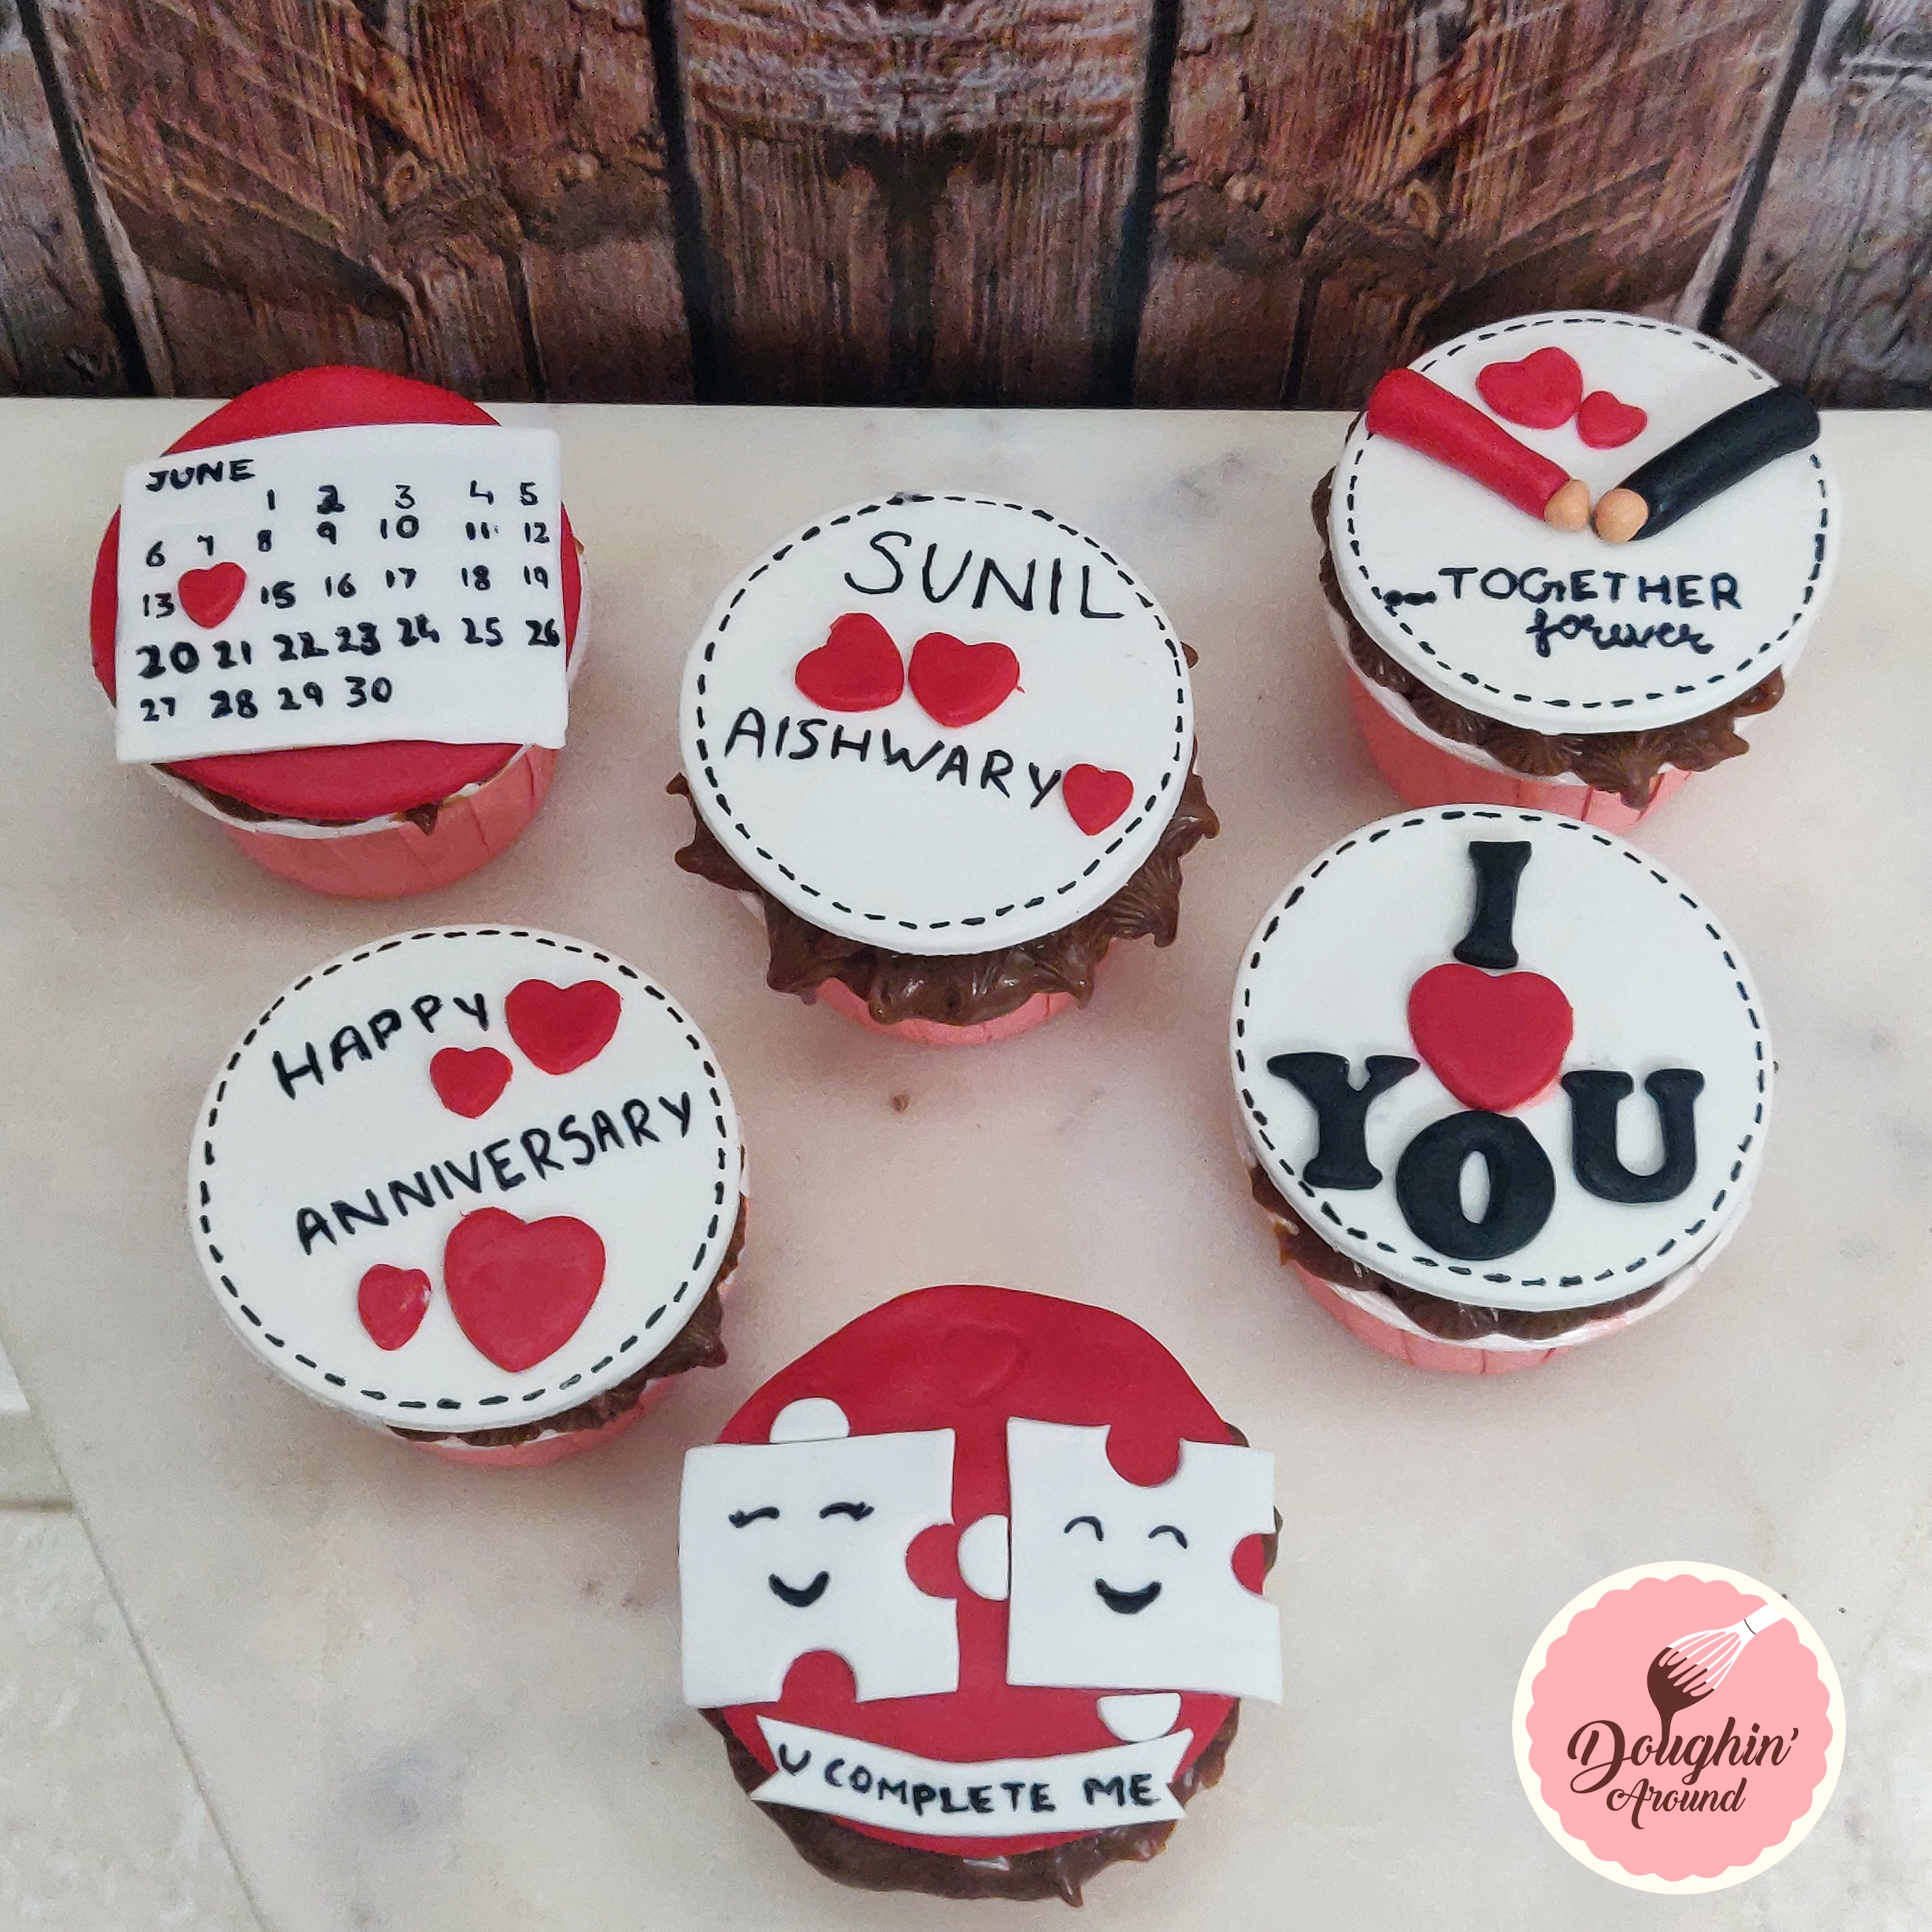 JUNE
1 2 3 4 5
6 7 8 9 10 11 12
13 15 16 17 18 19
20 21 22 23 24 25 26
27 28 29 30
SUNIL
AISHWARY
TOGETHER
forever
HAPPY
ANNIVERSARY
I
YOU
U COMPLETE ME
Doughin'
Around